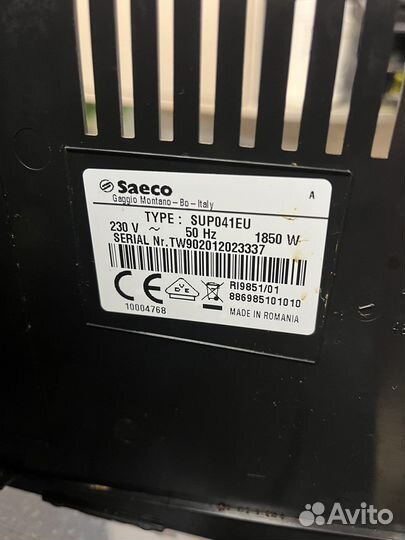 Saeco
A
Gaggio Montano-Bo-Italy
TYPE : SUP041EU
230 V ~ 50 Hz 1850 W
SERIAL Nr.TW902012023337
CE
VDE
10004768
RI9851/01
886985101010
MADE IN ROMANIA
Avito